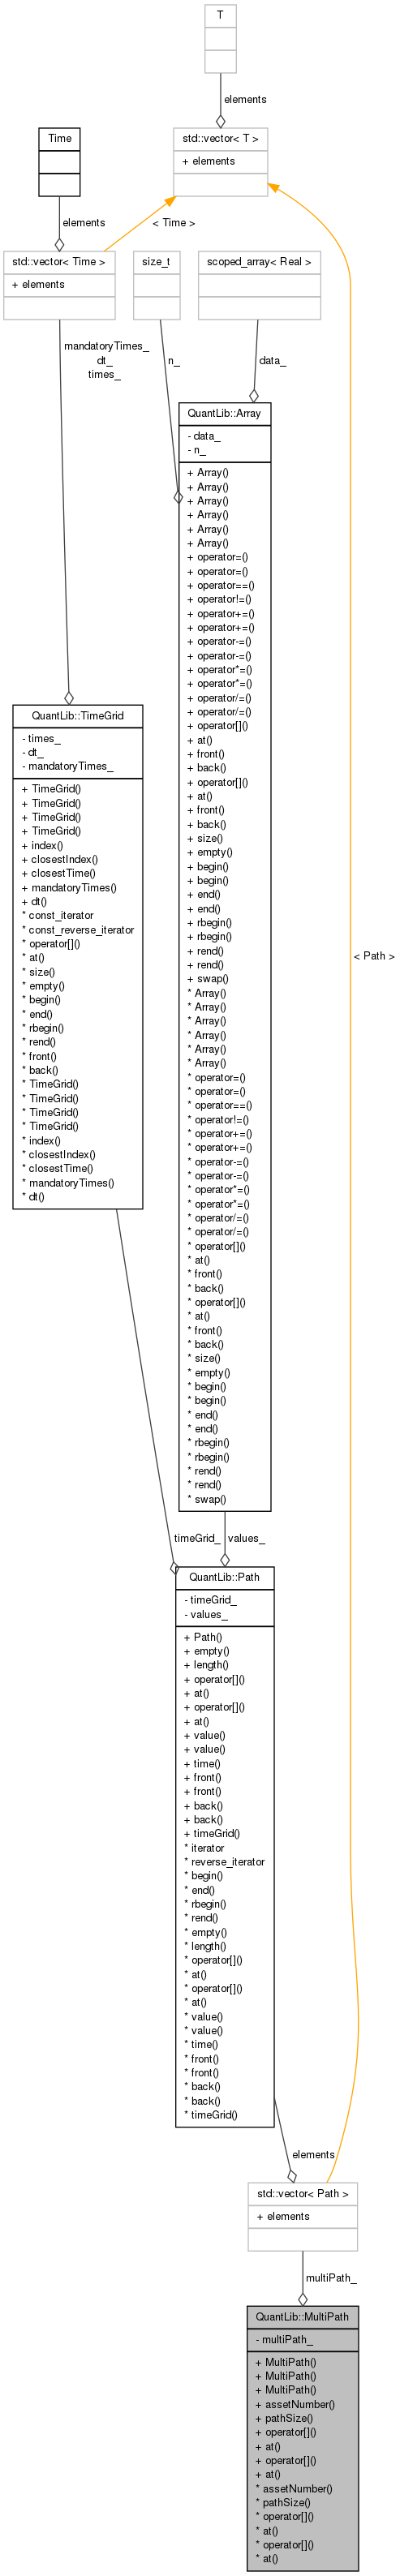 T
elements
Time
std::vector< T >
+ elements
elements
< Time >
std::vector< Time >
+ elements
size_t
scoped_array< Real >
mandatoryTimes_
dt_
times_
n_
data_
QuantLib::Array
- data_
- n_
+ Array()
+ Array()
+ Array()
+ Array()
+ Array()
+ Array()
+ operator=()
+ operator=()
+ operator==()
+ operator!=()
+ operator+=()
+ operator+=()
+ operator-=()
+ operator-=()
+ operator*=()
+ operator*=()
+ operator/=()
+ operator/=()
+ operator[]()
+ at()
+ front()
+ back()
+ operator[]()
+ at()
+ front()
+ back()
+ size()
+ empty()
+ begin()
+ begin()
+ end()
+ end()
+ rbegin()
+ rbegin()
+ rend()
+ rend()
+ swap()
* Array()
* Array()
* Array()
* Array()
* Array()
* Array()
* operator=()
* operator=()
* operator==()
* operator!=()
* operator+=()
* operator+=()
* operator-=()
* operator-=()
* operator*=()
* operator*=()
* operator/=()
* operator/=()
* operator[]()
* at()
* front()
* back()
* operator[]()
* at()
* front()
* back()
* size()
* empty()
* begin()
* begin()
* end()
* end()
* rbegin()
* rbegin()
* rend()
* rend()
* swap()
QuantLib::TimeGrid
- times_
- dt_
- mandatoryTimes_
+ TimeGrid()
+ TimeGrid()
+ TimeGrid()
+ TimeGrid()
+ index()
+ closestIndex()
+ closestTime()
+ mandatoryTimes()
+ dt()
* const_iterator
* const_reverse_iterator
* operator[]()
* at()
* size()
* empty()
* begin()
* end()
* rbegin()
* rend()
* front()
* back()
* TimeGrid()
* TimeGrid()
* TimeGrid()
* TimeGrid()
* index()
* closestIndex()
* closestTime()
* mandatoryTimes()
* dt()
< Path >
timeGrid_
values_
QuantLib::Path
- timeGrid_
- values_
+ Path()
+ empty()
+ length()
+ operator[]()
+ at()
+ operator[]()
+ at()
+ value()
+ value()
+ time()
+ front()
+ front()
+ back()
+ back()
+ timeGrid()
* iterator
* reverse_iterator
* begin()
* end()
* rbegin()
* rend()
* empty()
* length()
* operator[]()
* at()
* operator[]()
* at()
* value()
* value()
* time()
* front()
* front()
* back()
* back()
* timeGrid()
elements
std::vector< Path >
+ elements
multiPath_
QuantLib::MultiPath
- multiPath_
+ MultiPath()
+ MultiPath()
+ MultiPath()
+ assetNumber()
+ pathSize()
+ operator[]()
+ at()
+ operator[]()
+ at()
* assetNumber()
* pathSize()
* operator[]()
* at()
* operator[]()
* at()